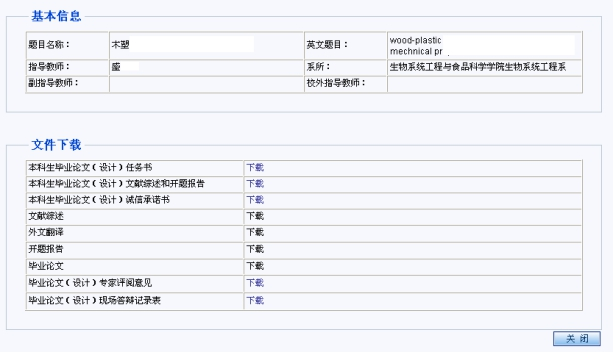 基本信息
题目名称： 木塑 英文题目： wood-plastic
mechnical pr
指导教师： 系所： 生物系统工程与食品科学学院生物系统工程系
副指导教师： 校外指导教师：
文件下载
本科生毕业论文（设计）任务书 下载
本科生毕业论文（设计）文献综述和开题报告 下载
本科生毕业论文（设计）诚信承诺书 下载
文献综述 下载
外文翻译 下载
开题报告 下载
毕业论文 下载
毕业论文（设计）专家评阅意见 下载
毕业论文（设计）现场答辩记录表 下载
关 闭